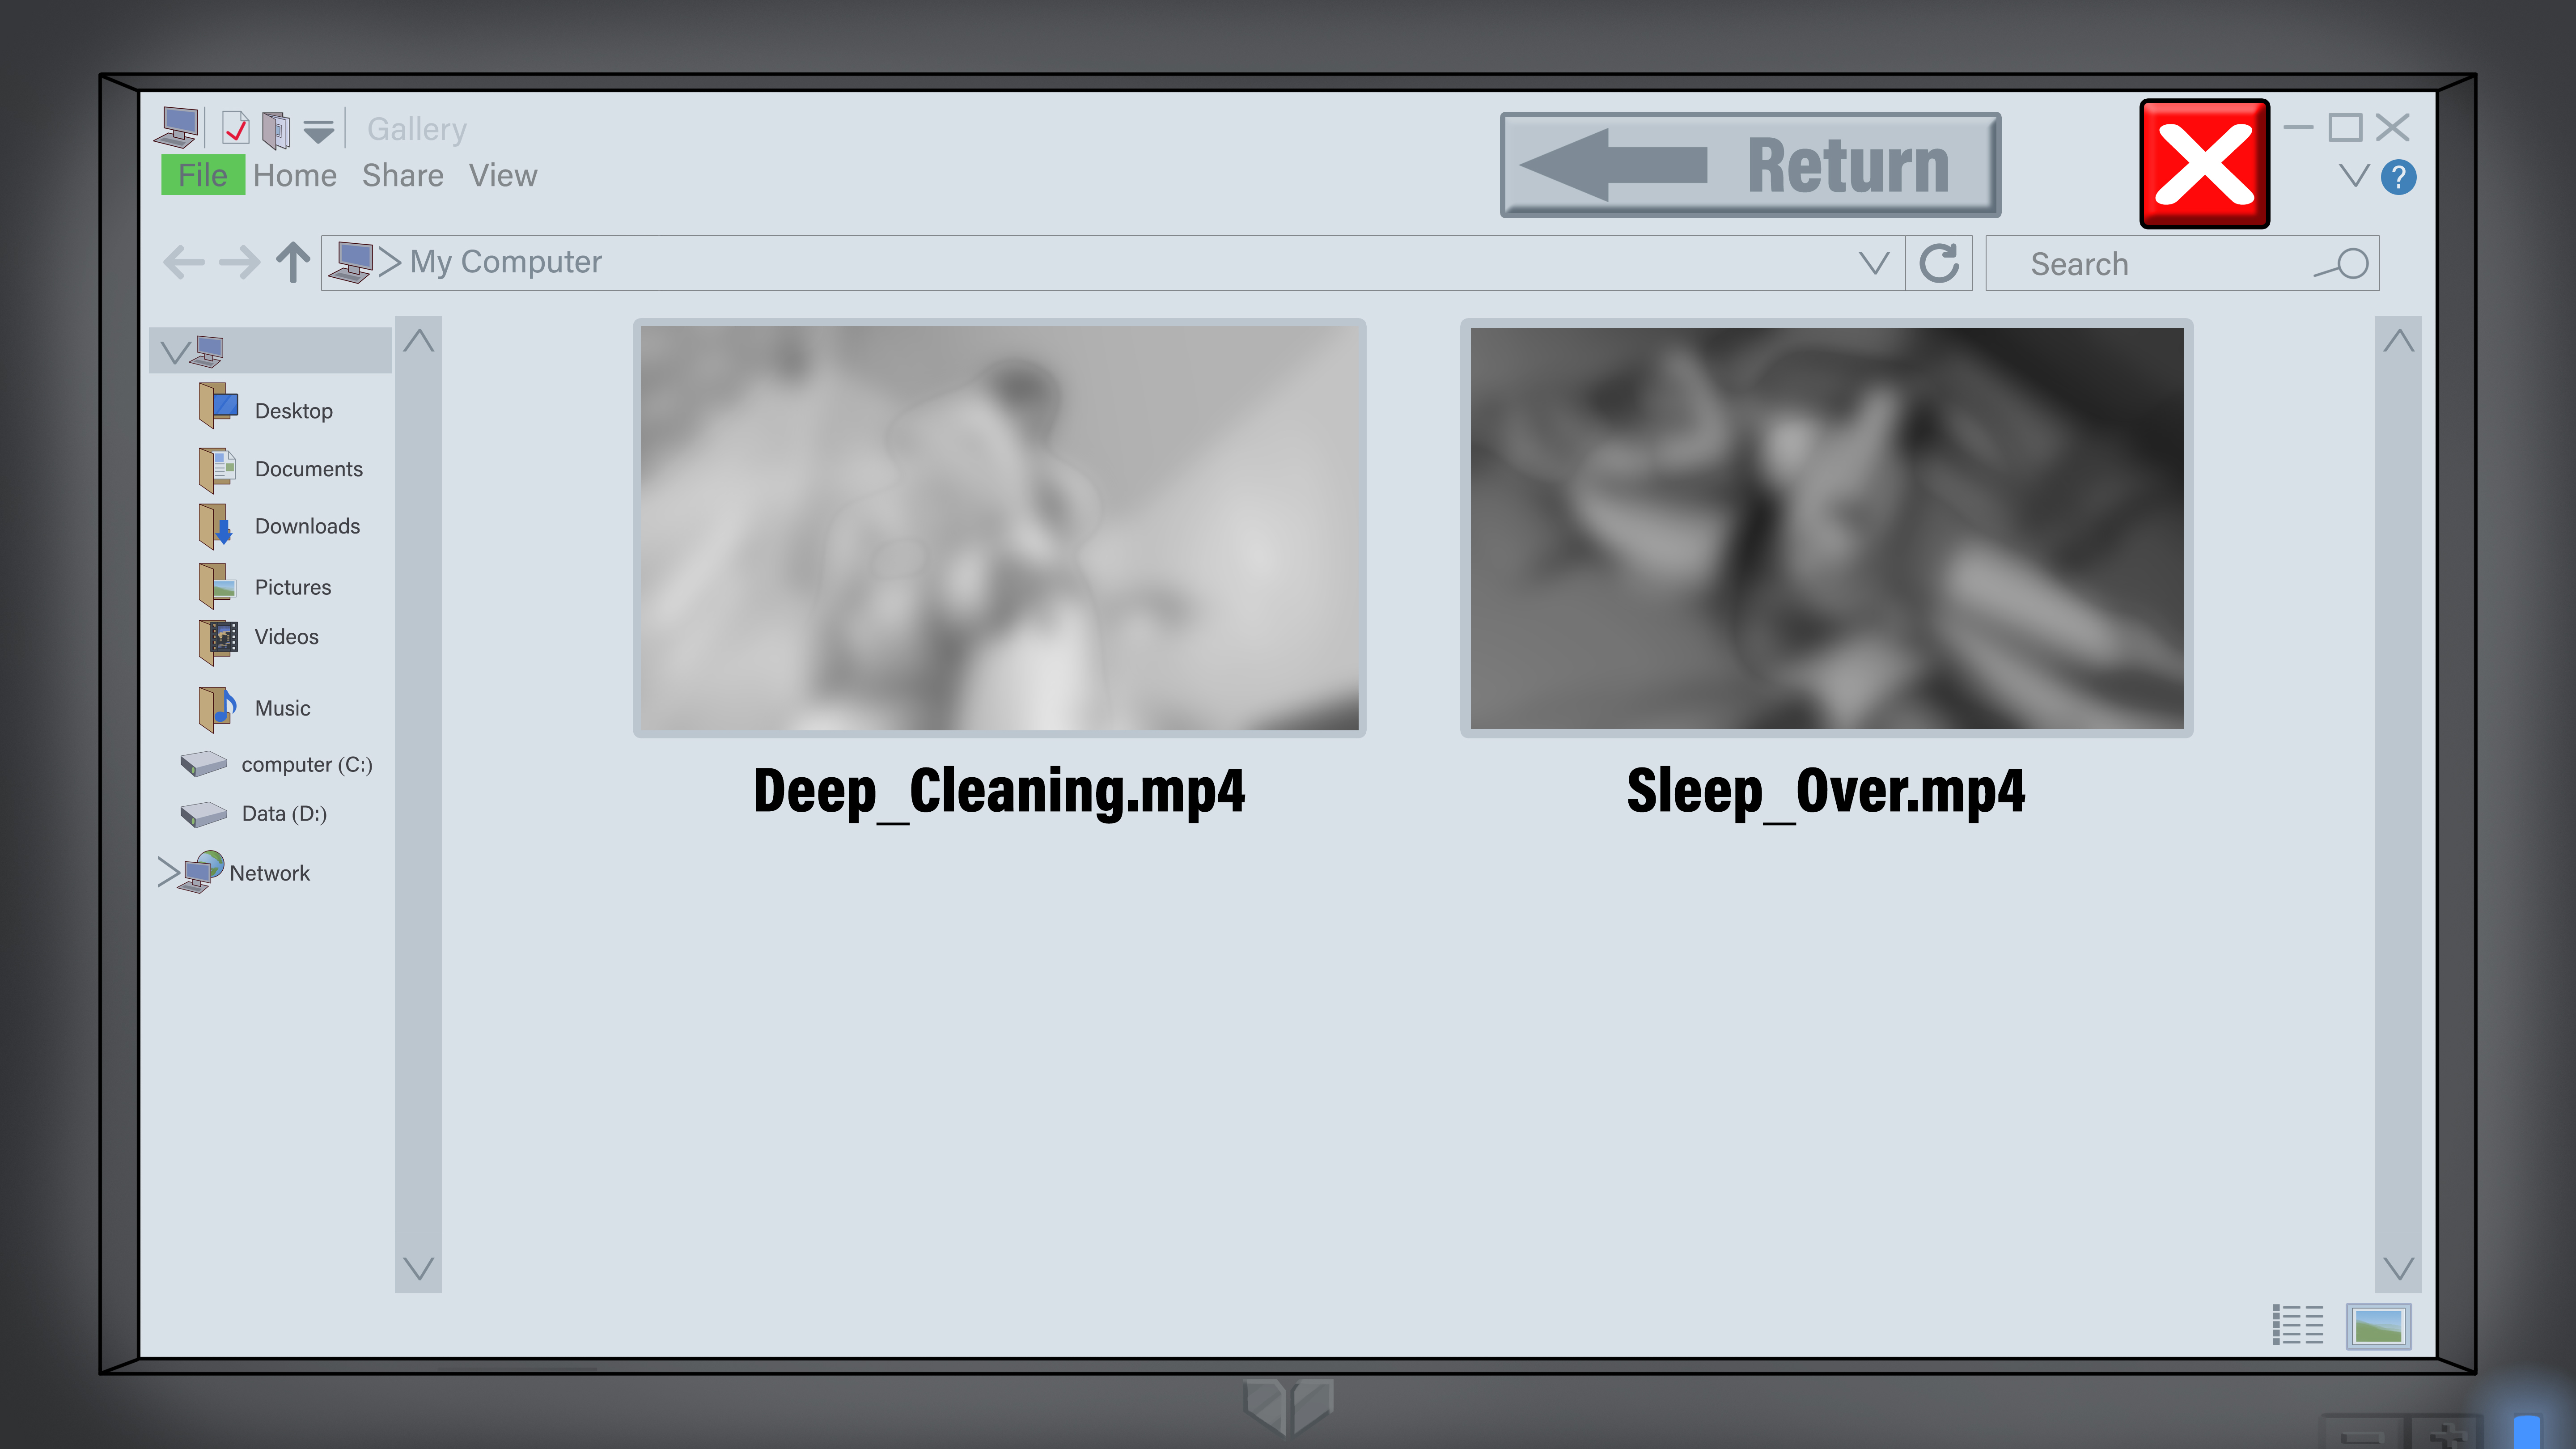 Gallery
Return
File Home Share View
?
My Computer
Search
Desktop
Documents
Downloads
Pictures
Videos
Music
computer (C:)
Data (D:)
Network
Deep_Cleaning.mp4
Sleep_Over.mp4